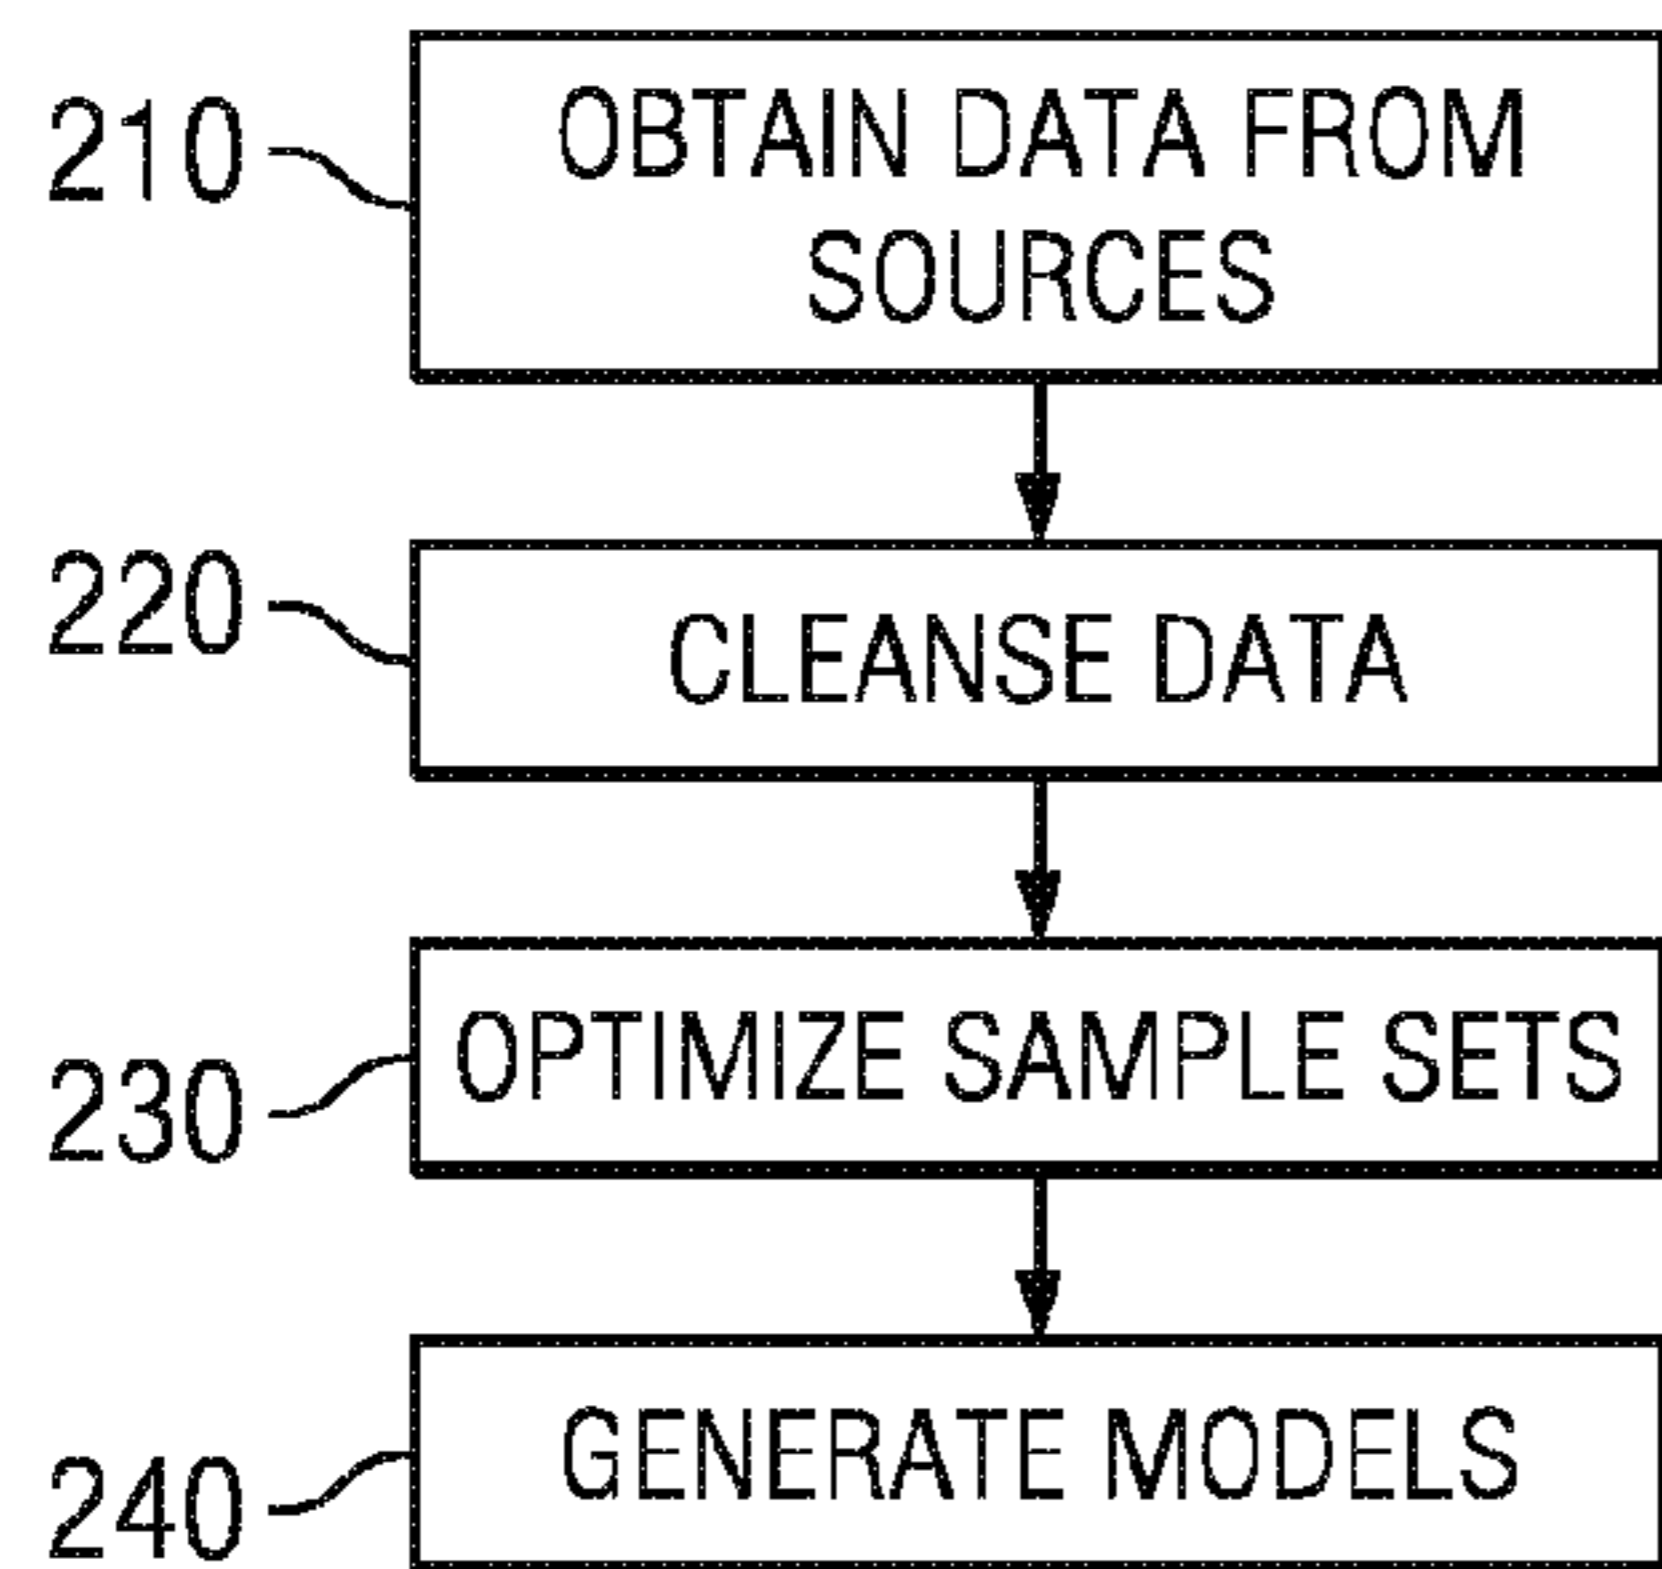 210
OBTAIN DATA FROM
SOURCES
220
CLEANSE DATA
230
OPTIMIZE SAMPLE SETS
240
GENERATE MODELS